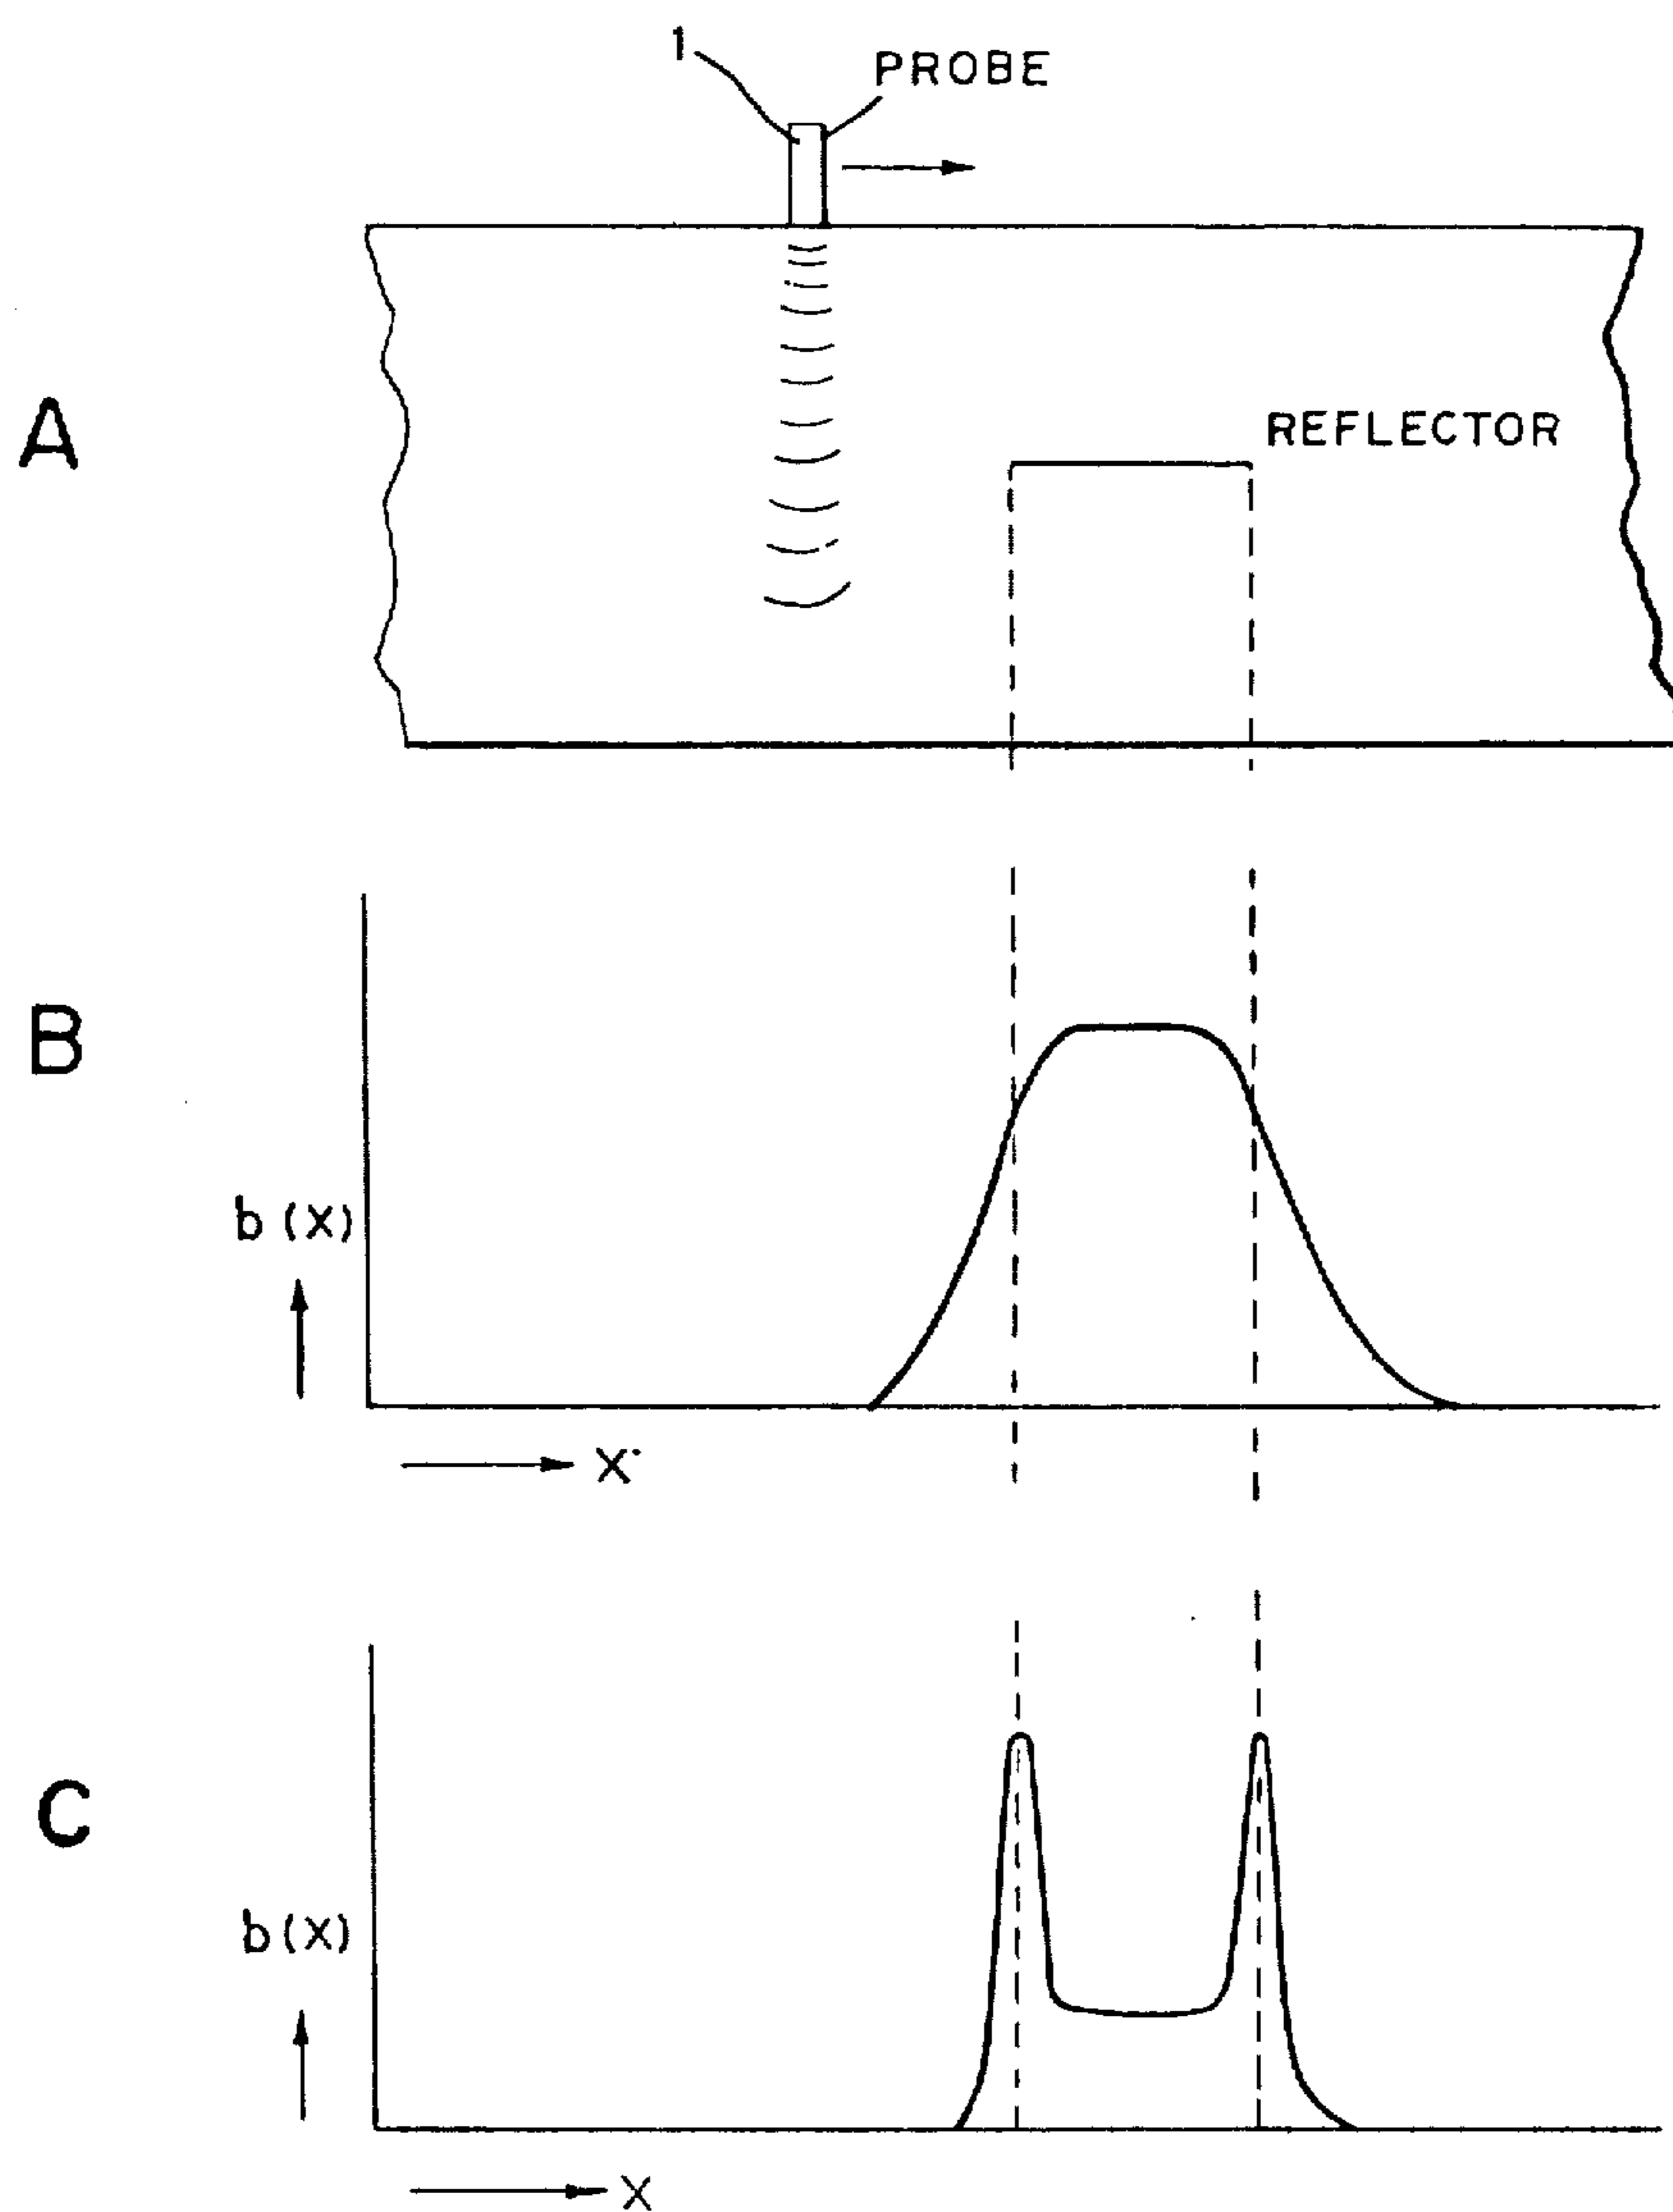 1
PROBE
A
REFLECTOR
B
b (x)
x
C
b(x)
x